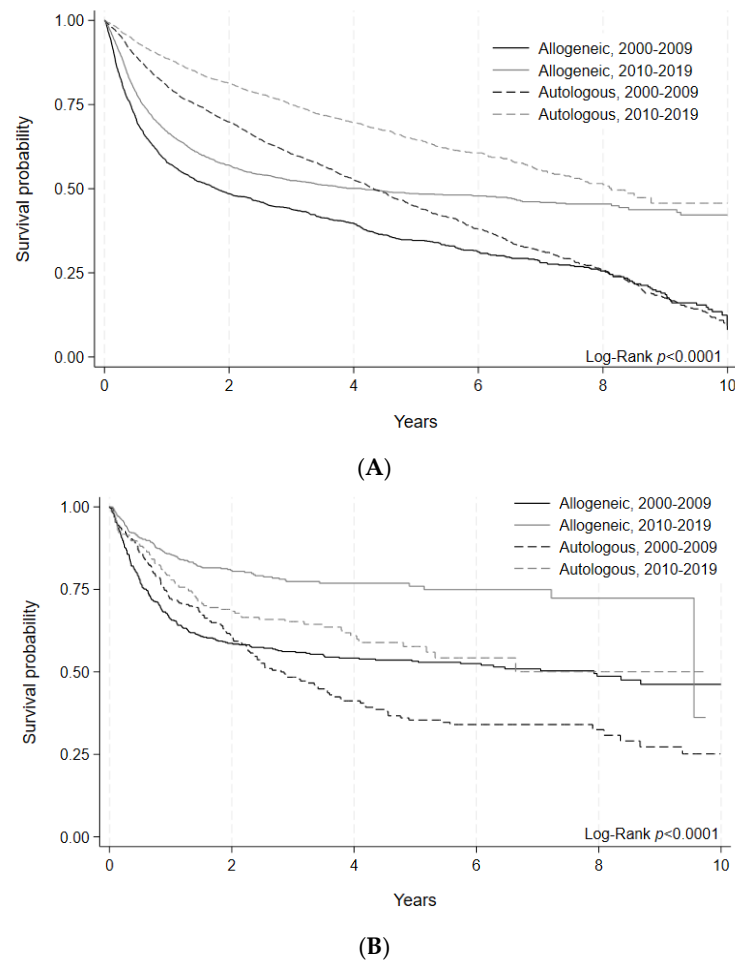 1.00
0.75
0.50
0.25
0.00
Survival probability
Allogeneic, 2000-2009
Allogeneic, 2010-2019
Autologous, 2000-2009
Autologous, 2010-2019
Log-Rank p<0.0001
0 2 4 6 8 10
Years
(A)
1.00
0.75
0.50
0.25
0.00
Survival probability
Allogeneic, 2000-2009
Allogeneic, 2010-2019
Autologous, 2000-2009
Autologous, 2010-2019
Log-Rank p<0.0001
0 2 4 6 8 10
Years
(B)